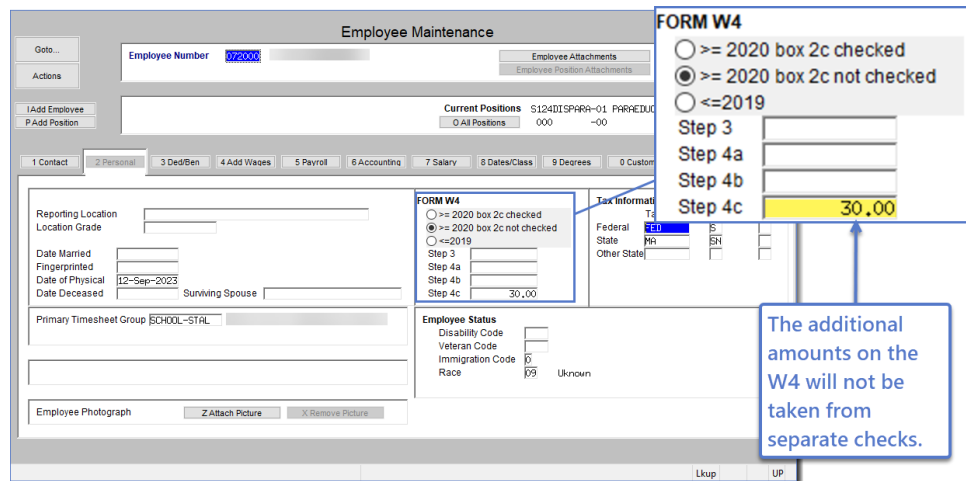 Employee Maintenance
Goto...
Actions
Employee Number 072000
Employee Attachments
Employee Position Attachments
I Add Employee
P Add Position
Current Positions S124DISPARA-01 PARAEDUC
O All Positions 000 -00
1 Contact 2 Personal 3 Ded/Ben 4 Add Wages 5 Payroll 6 Accounting 7 Salary 8 Dates/Class 9 Degrees 0 Custom
Reporting Location
Location Grade
Date Married
Fingerprinted
Date of Physical 12-Sep-2023
Date Deceased Surviving Spouse
FORM W4
>= 2020 box 2c checked
>= 2020 box 2c not checked
<=2019
Step 3
Step 4a
Step 4b
Step 4c 30.00
Tax Informati
Ta
Federal FED S
State MA SN
Other State
Primary Timesheet Group SCHOOL-STAL
Employee Status
Disability Code
Veteran Code
Immigration Code 0
Race 09 Uknown
Employee Photograph Z Attach Picture X Remove Picture
Lkup UP
FORM W4
>= 2020 box 2c checked
>= 2020 box 2c not checked
<=2019
Step 3
Step 4a
Step 4b
Step 4c 30.00
The additional
amounts on the
W4 will not be
taken from
separate checks.